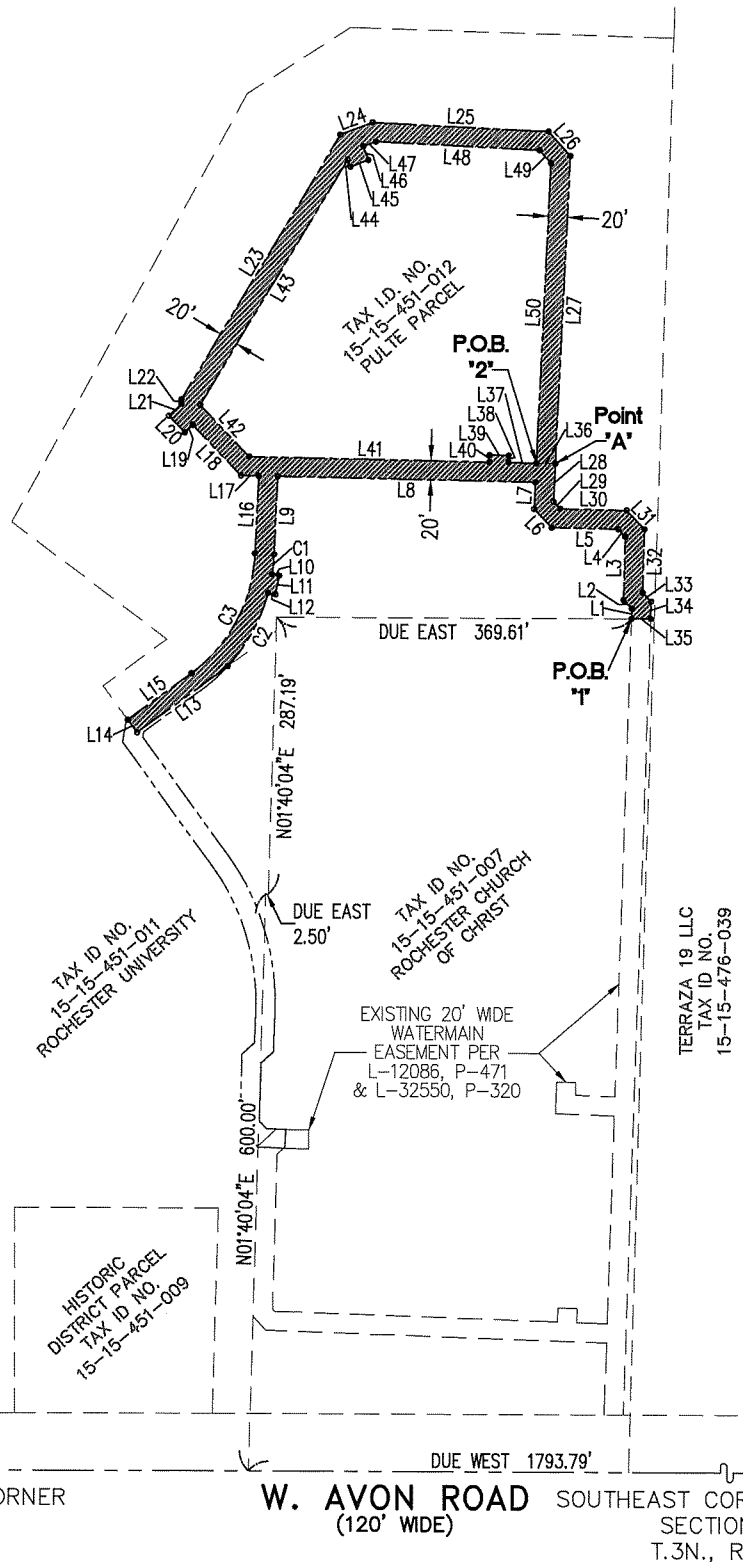 L24
L25
L26
L47
L48
L49
L46
L45
L44
20'
L23
L43
20'
TAX I.D. NO.
15-15-451-012
PULTE PARCEL
L50
L27
P.O.B.
"2"
L22
L21
L20
L19
L18
L42
L37
L38
L39
L40
L36
Point
"A"
L41
L17
L8
20'
L7
L28
L29
L30
L16
L9
L6
L5
L31
L4
L3
L32
C1
L10
L11
L12
L2
L1
L33
L34
L35
C3
C2
DUE EAST 369.61'
P.O.B.
"1"
L15
L13
L14
N01°40'04"E 287.19'
DUE EAST
2.50'
TAX ID NO.
15-15-451-007
ROCHESTER CHURCH
OF CHRIST
TAX ID NO.
15-15-451-011
ROCHESTER UNIVERSITY
TERRAZA 19 LLC
TAX ID NO.
15-15-476-039
EXISTING 20' WIDE
WATERMAIN
EASEMENT PER
L-12086, P-471
& L-32550, P-320
N01°40'04"E 600.00'
HISTORIC
DISTRICT PARCEL
TAX ID NO.
15-15-451-009
DUE WEST 1793.79'
ORNER
W. AVON ROAD
(120' WIDE)
SOUTHEAST COR
SECTION
T.3N., R